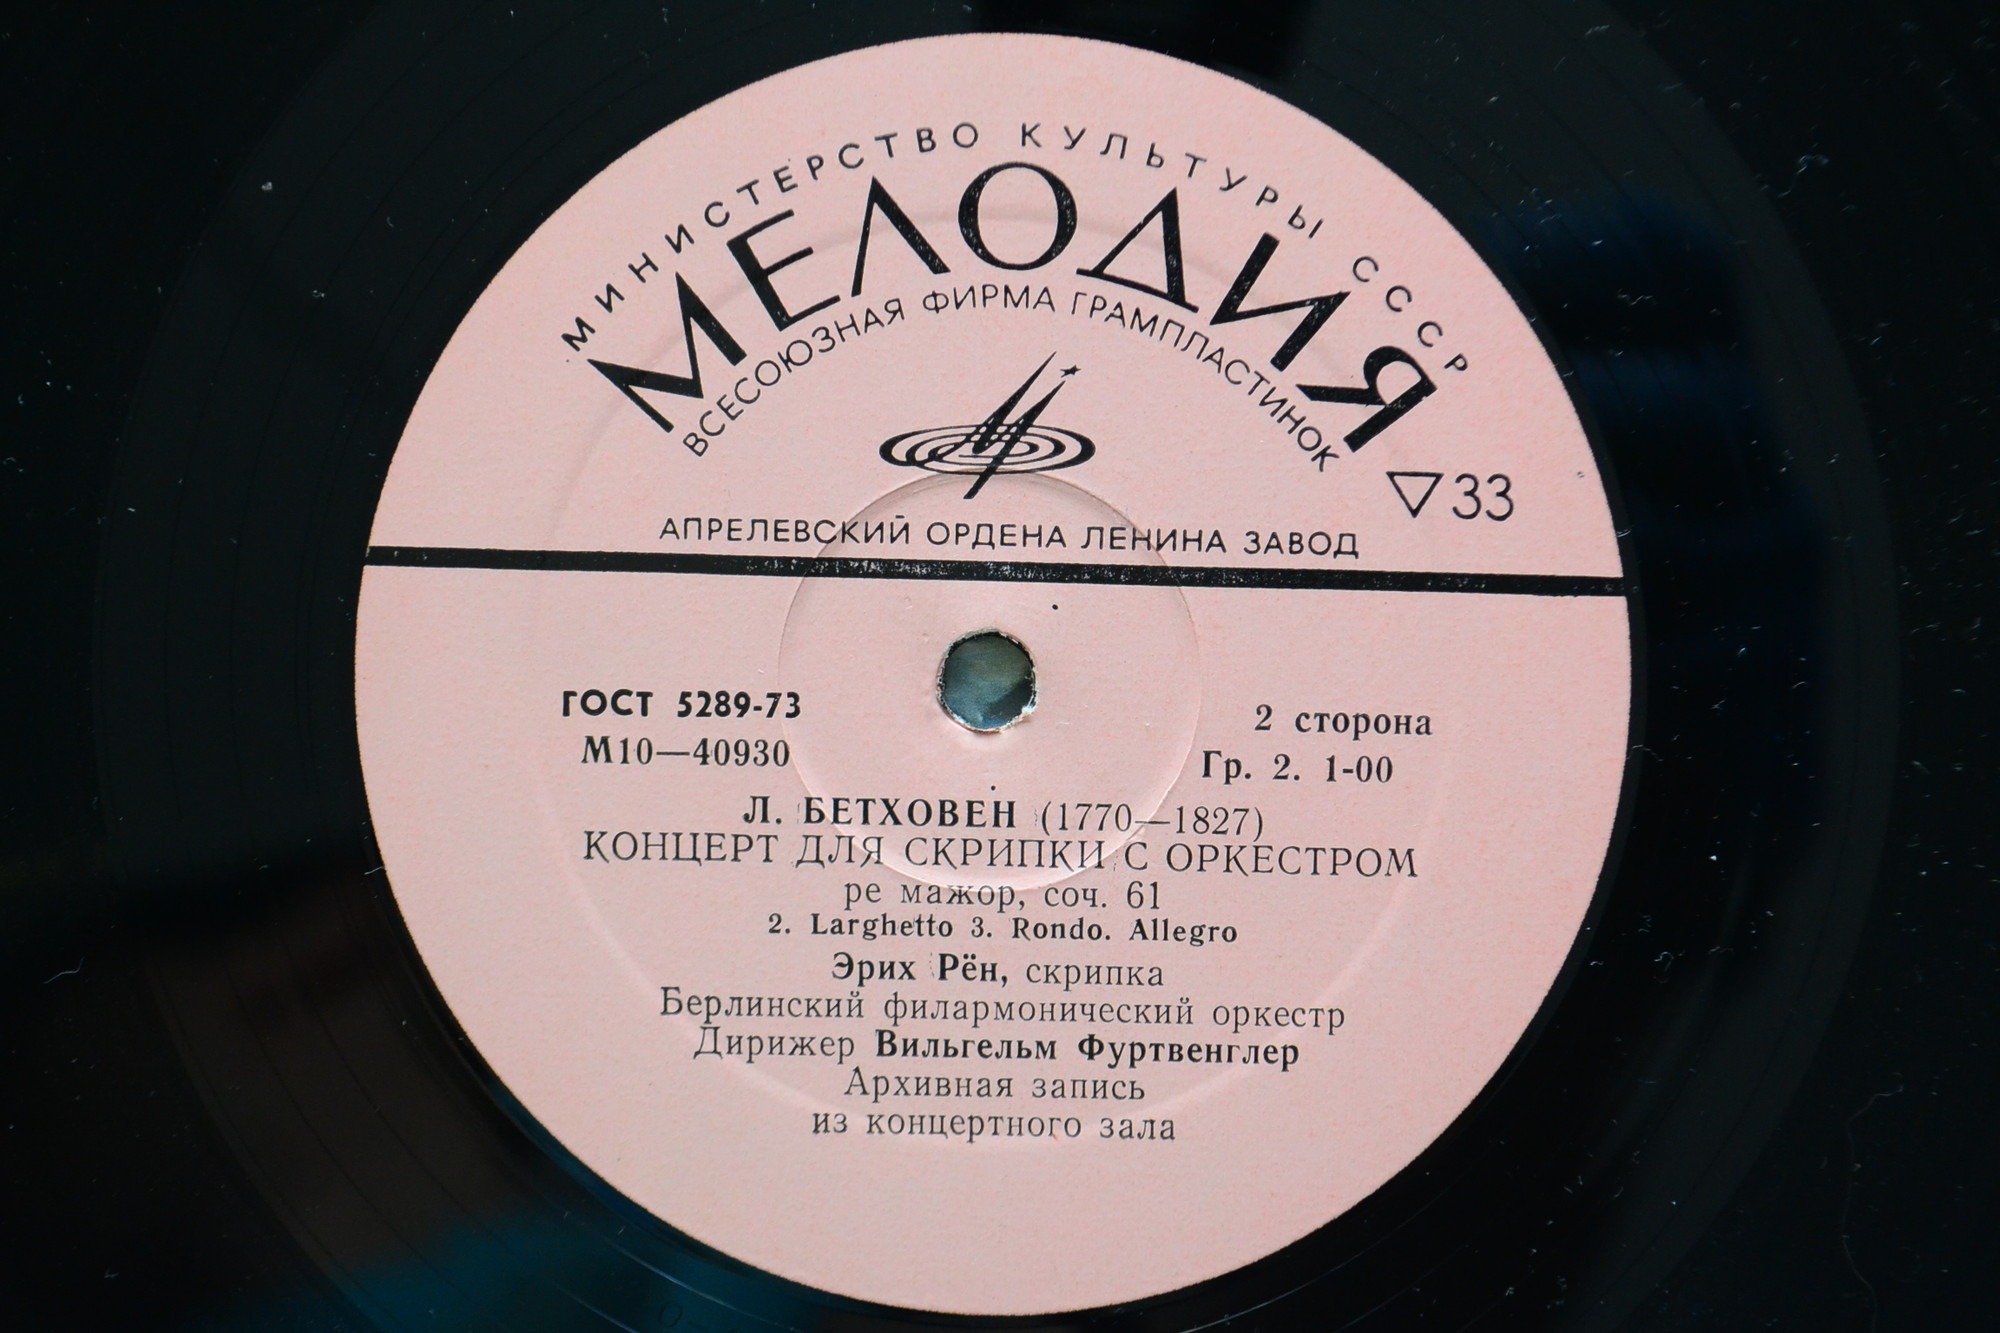 МИНИСТЕРСТВО КУЛЬТУРЫ СССР
МЕЛОДИЯ
ВСЕСОЮЗНАЯ ФИРМА ГРАМПЛАСТИНОК
33
АПРЕЛЕВСКИЙ ОРДЕНА ЛЕНИНА ЗАВОД
ГОСТ 5289-73
М10—40930
2 сторона
Гр. 2. 1-00
Л. БЕТХОВЕН (1770—1827)
КОНЦЕРТ ДЛЯ СКРИПКИ С ОРКЕСТРОМ
ре мажор, соч. 61
2. Larghetto 3. Rondo. Allegro
Эрих Рён, скрипка
Берлинский филармонический оркестр
Дирижер Вильгельм Фуртвенглер
Архивная запись
из концертного зала